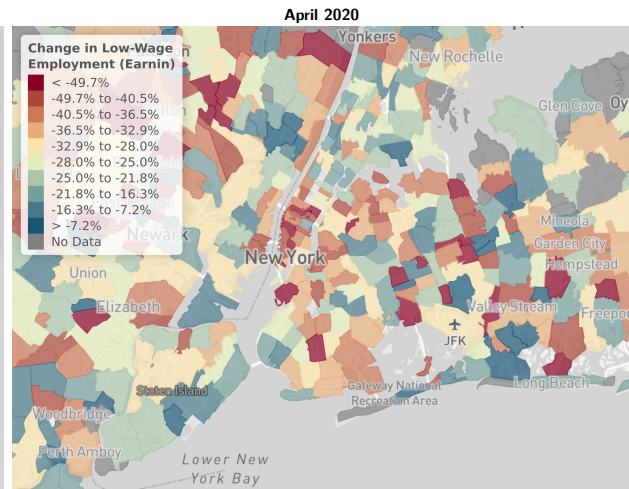 April 2020
Change in Low-Wage
Employment (Earnin)
< -49.7%
-49.7% to -40.5%
-40.5% to -36.5%
-36.5% to -32.9%
-32.9% to -28.0%
-28.0% to -25.0%
-25.0% to -21.8%
-21.8% to -16.3%
-16.3% to -7.2%
> -7.2%
No Data
Yonkers
New Rochelle
Glen Cove
Oy
Mineola
Garden City
Hempstead
Newark
New York
Union
Elizabeth
Valley Stream
Freepor
JFK
Staten Island
Gateway National
Recreation Area
Long Beach
Woodbridge
Perth Amboy
Lower New
York Bay